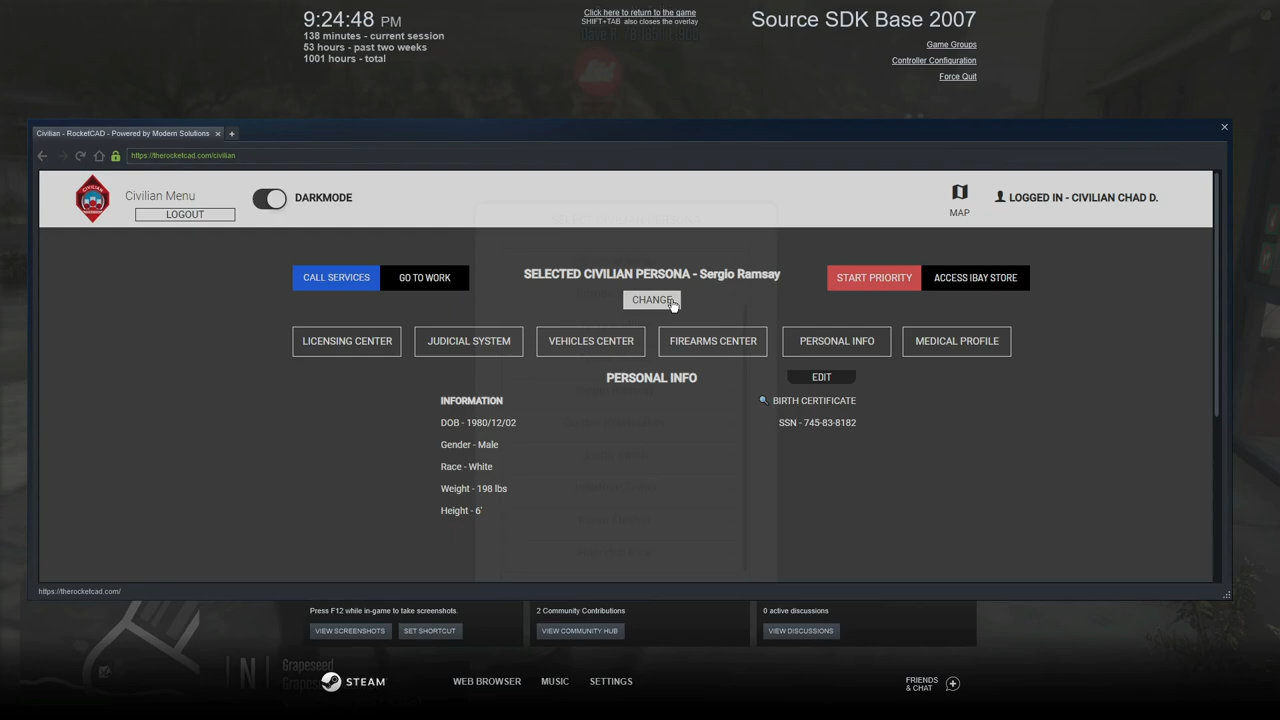 9:24:48 PM
138 minutes - current session
53 hours - past two weeks
1001 hours - total
Click here to return to the game
SHIFT+TAB also closes the overlay
Source SDK Base 2007
Game Groups
Controller Configuration
Force Quit
Civilian - RocketCAD - Powered by Modern Solutions
https://therocketcad.com/civilian
Civilian Menu
LOGOUT
DARKMODE
MAP
LOGGED IN - CIVILIAN CHAD D.
CALL SERVICES
GO TO WORK
SELECTED CIVILIAN PERSONA - Sergio Ramsay
CHANGE
START PRIORITY
ACCESS IBAY STORE
LICENSING CENTER
JUDICIAL SYSTEM
VEHICLES CENTER
FIREARMS CENTER
PERSONAL INFO
MEDICAL PROFILE
PERSONAL INFO
EDIT
INFORMATION
BIRTH CERTIFICATE
DOB - 1980/12/02
SSN - 745-83-8182
Gender - Male
Race - White
Weight - 198 lbs
Height - 6'
https://therocketcad.com/
Press F12 while in-game to take screenshots.
2 Community Contributions
0 active discussions
VIEW SCREENSHOTS
SET SHORTCUT
VIEW COMMUNITY HUB
VIEW DISCUSSIONS
N
Grapeseed
STEAM
WEB BROWSER
MUSIC
SETTINGS
FRIENDS
& CHAT